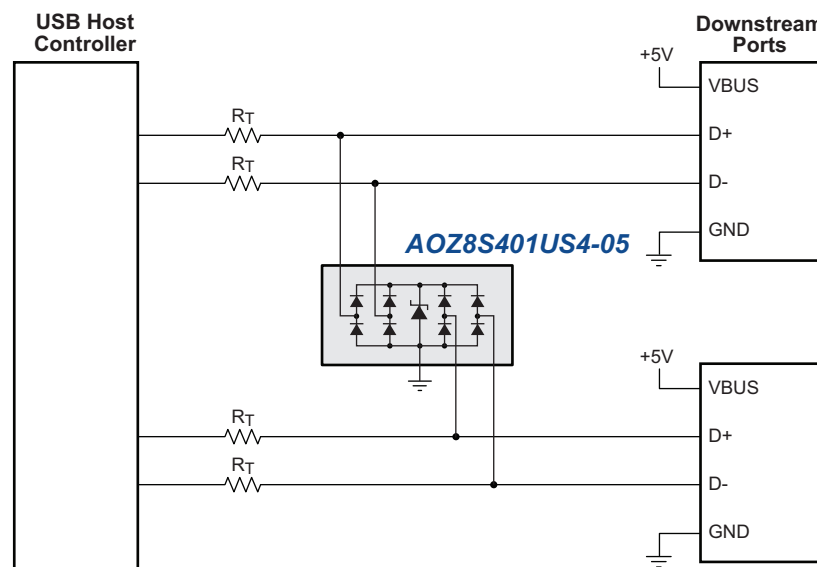 USB Host
Controller
Downstream
Ports
+5V
VBUS
RT
D+
RT
D-
GND
AOZ8S401US4-05
+5V
VBUS
RT
D+
RT
D-
GND